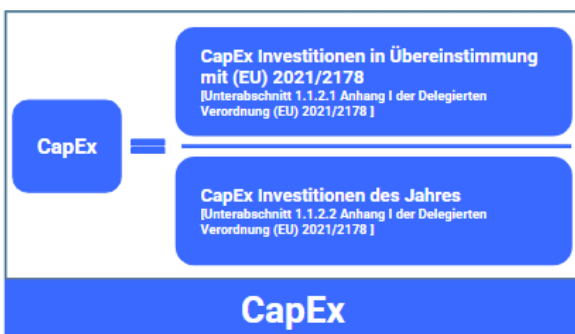 CapEx Investitionen in Übereinstimmung
mit (EU) 2021/2178
[Unterabschnitt 1.1.2.1 Anhang I der Delegierten
Verordnung (EU) 2021/2178 ]
CapEx
=
CapEx Investitionen des Jahres
[Unterabschnitt 1.1.2.2 Anhang I der Delegierten
Verordnung (EU) 2021/2178 ]
CapEx